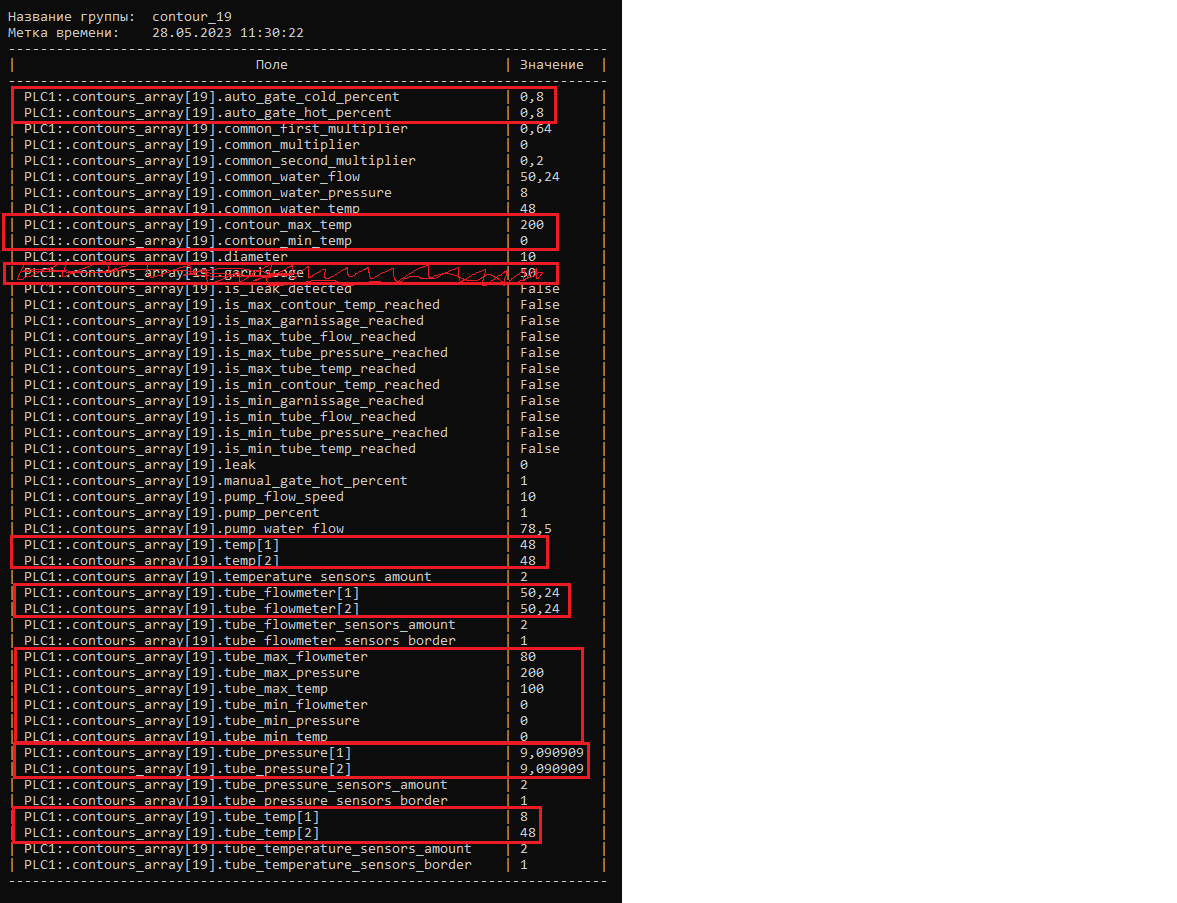 Название группы:  contour_19
Метка времени:    28.05.2023 11:30:22
---------------------------------------------------------------------------
|                              Поле                           | Значение  |
---------------------------------------------------------------------------
| PLC1:.contours_array[19].auto_gate_cold_percent             | 0,8       |
| PLC1:.contours_array[19].auto_gate_hot_percent              | 0,8       |
| PLC1:.contours_array[19].common_first_multiplier            | 0,64      |
| PLC1:.contours_array[19].common_multiplier                  | 0         |
| PLC1:.contours_array[19].common_second_multiplier           | 0,2       |
| PLC1:.contours_array[19].common_water_flow                  | 50,24     |
| PLC1:.contours_array[19].common_water_pressure              | 8         |
| PLC1:.contours_array[19].common_water_temp                  | 48        |
| PLC1:.contours_array[19].contour_max_temp                   | 200       |
| PLC1:.contours_array[19].contour_min_temp                   | 0         |
| PLC1:.contours_array[19].diameter                           | 10        |
| PLC1:.contours_array[19].garnissage                         | 50        |
| PLC1:.contours_array[19].is_leak_detected                   | False     |
| PLC1:.contours_array[19].is_max_contour_temp_reached        | False     |
| PLC1:.contours_array[19].is_max_garnissage_reached          | False     |
| PLC1:.contours_array[19].is_max_tube_flow_reached           | False     |
| PLC1:.contours_array[19].is_max_tube_pressure_reached       | False     |
| PLC1:.contours_array[19].is_max_tube_temp_reached           | False     |
| PLC1:.contours_array[19].is_min_contour_temp_reached        | False     |
| PLC1:.contours_array[19].is_min_garnissage_reached          | False     |
| PLC1:.contours_array[19].is_min_tube_flow_reached           | False     |
| PLC1:.contours_array[19].is_min_tube_pressure_reached       | False     |
| PLC1:.contours_array[19].is_min_tube_temp_reached           | False     |
| PLC1:.contours_array[19].leak                               | 0         |
| PLC1:.contours_array[19].manual_gate_hot_percent            | 1         |
| PLC1:.contours_array[19].pump_flow_speed                    | 10        |
| PLC1:.contours_array[19].pump_percent                       | 1         |
| PLC1:.contours_array[19].pump_water_flow                    | 78,5      |
| PLC1:.contours_array[19].temp[1]                            | 48        |
| PLC1:.contours_array[19].temp[2]                            | 48        |
| PLC1:.contours_array[19].temperature_sensors_amount         | 2         |
| PLC1:.contours_array[19].tube_flowmeter[1]                  | 50,24     |
| PLC1:.contours_array[19].tube_flowmeter[2]                  | 50,24     |
| PLC1:.contours_array[19].tube_flowmeter_sensors_amount      | 2         |
| PLC1:.contours_array[19].tube_flowmeter_sensors_border      | 1         |
| PLC1:.contours_array[19].tube_max_flowmeter                 | 80        |
| PLC1:.contours_array[19].tube_max_pressure                  | 200       |
| PLC1:.contours_array[19].tube_max_temp                      | 100       |
| PLC1:.contours_array[19].tube_min_flowmeter                 | 0         |
| PLC1:.contours_array[19].tube_min_pressure                  | 0         |
| PLC1:.contours_array[19].tube_min_temp                      | 0         |
| PLC1:.contours_array[19].tube_pressure[1]                   | 9,090909  |
| PLC1:.contours_array[19].tube_pressure[2]                   | 9,090909  |
| PLC1:.contours_array[19].tube_pressure_sensors_amount       | 2         |
| PLC1:.contours_array[19].tube_pressure_sensors_border       | 1         |
| PLC1:.contours_array[19].tube_temp[1]                       | 8         |
| PLC1:.contours_array[19].tube_temp[2]                       | 48        |
| PLC1:.contours_array[19].tube_temperature_sensors_amount    | 2         |
| PLC1:.contours_array[19].tube_temperature_sensors_border    | 1         |
---------------------------------------------------------------------------